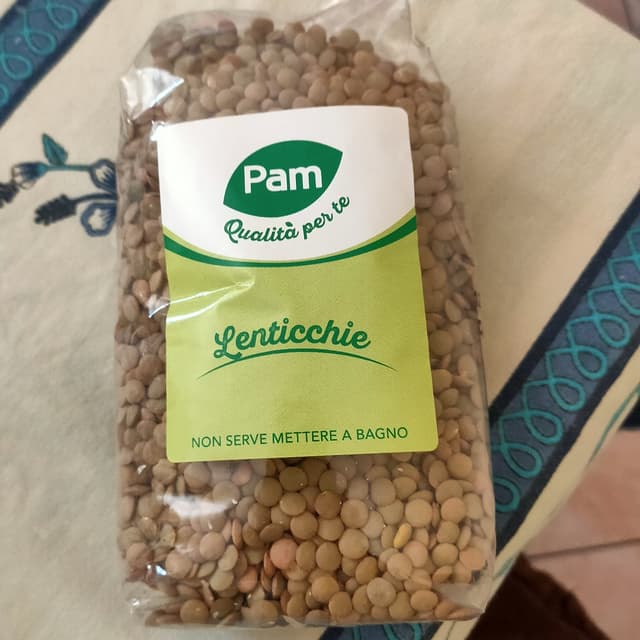 Pam
Qualità per te
Lenticchie
NON SERVE METTERE A BAGNO